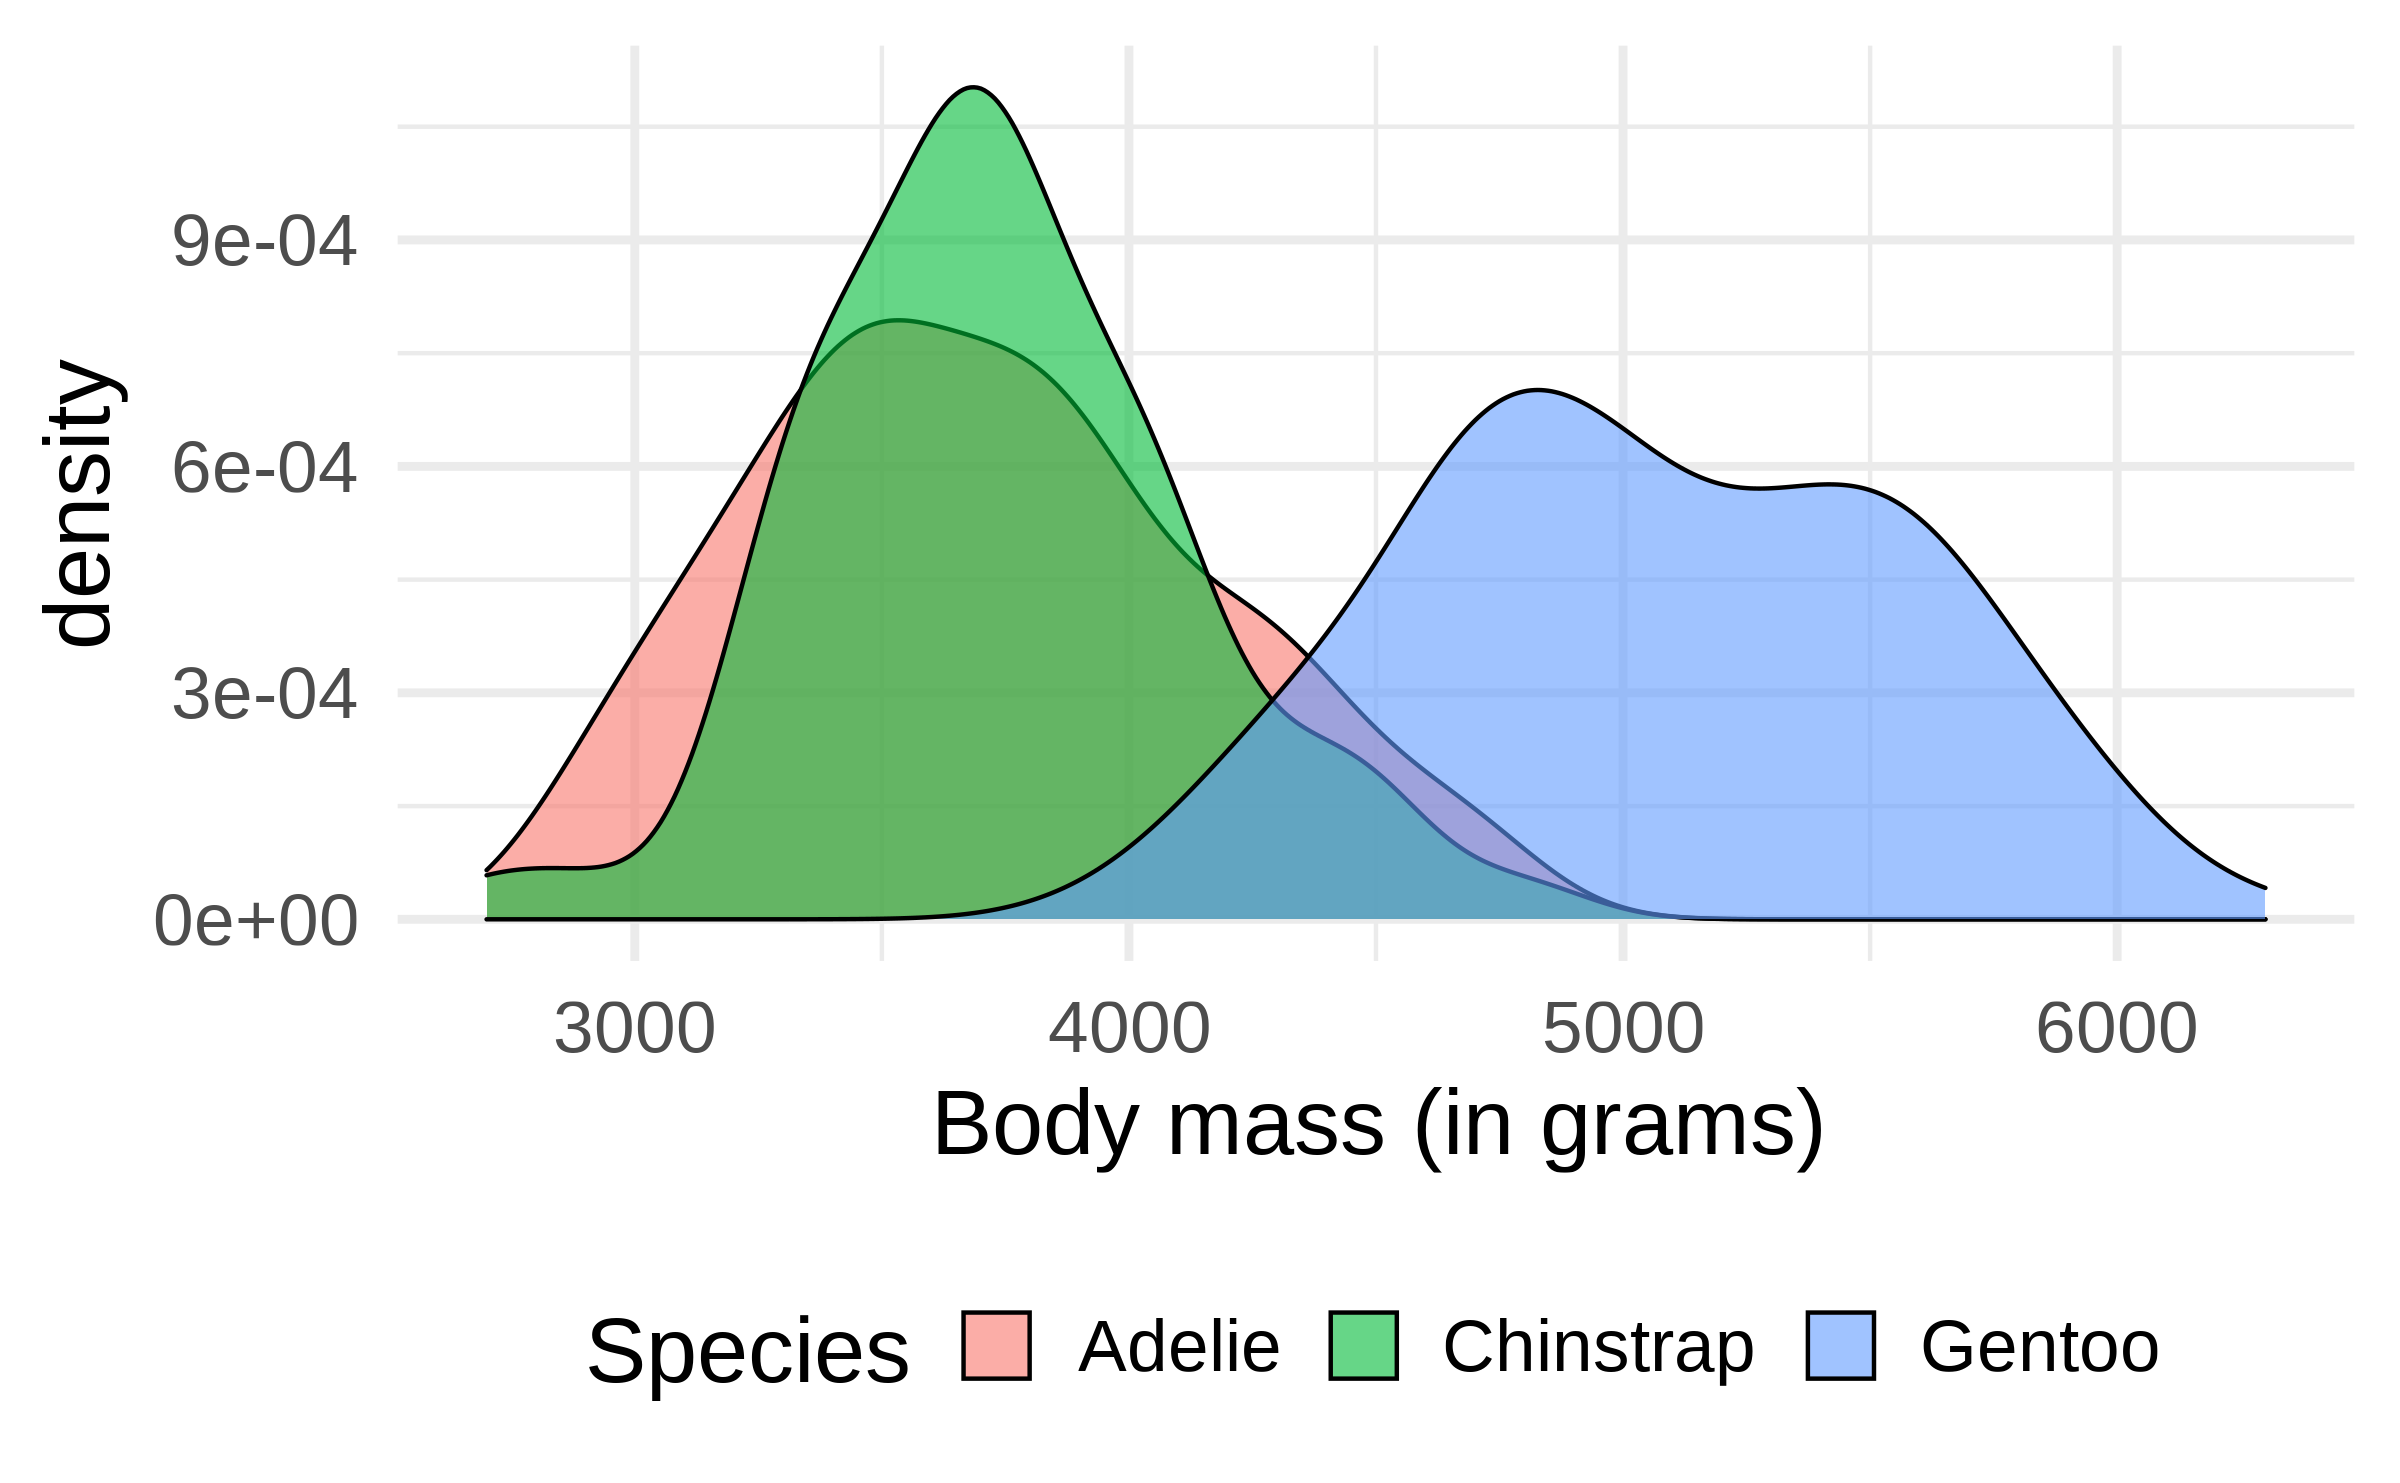 density
9e-04
6e-04
3e-04
0e+00
3000 4000 5000 6000
Body mass (in grams)
Species Adelie Chinstrap Gentoo